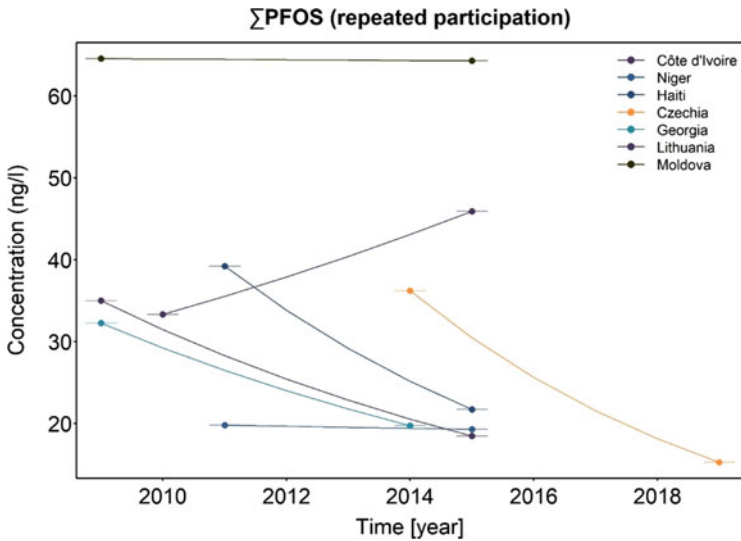 ∑PFOS (repeated participation)
Côte d'Ivoire
Niger
Haiti
Czechia
Georgia
Lithuania
Moldova
Concentration (ng/l)
60
50
40
30
20
2010 2012 2014 2016 2018
Time [year]